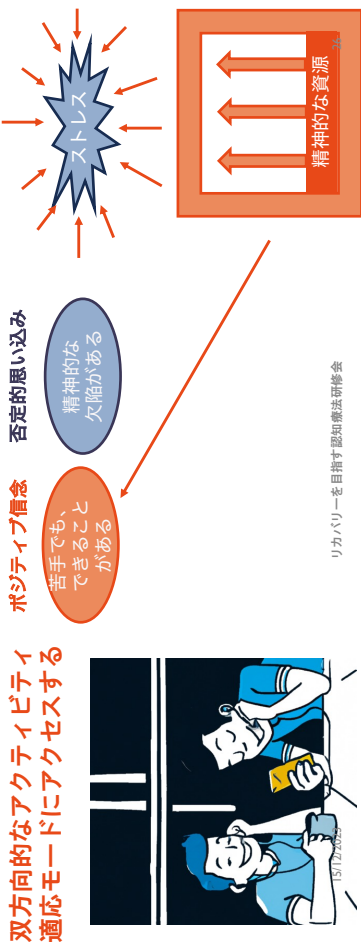 双方向的なアクティビティ
適応モードにアクセスする
ポジティブ信念
否定的思い込み
苦手でも、
できること
がある
精神的な
欠陥がある
ストレス
精神的な資源
15/12/2023
リカバリーを目指す認知療法研修会